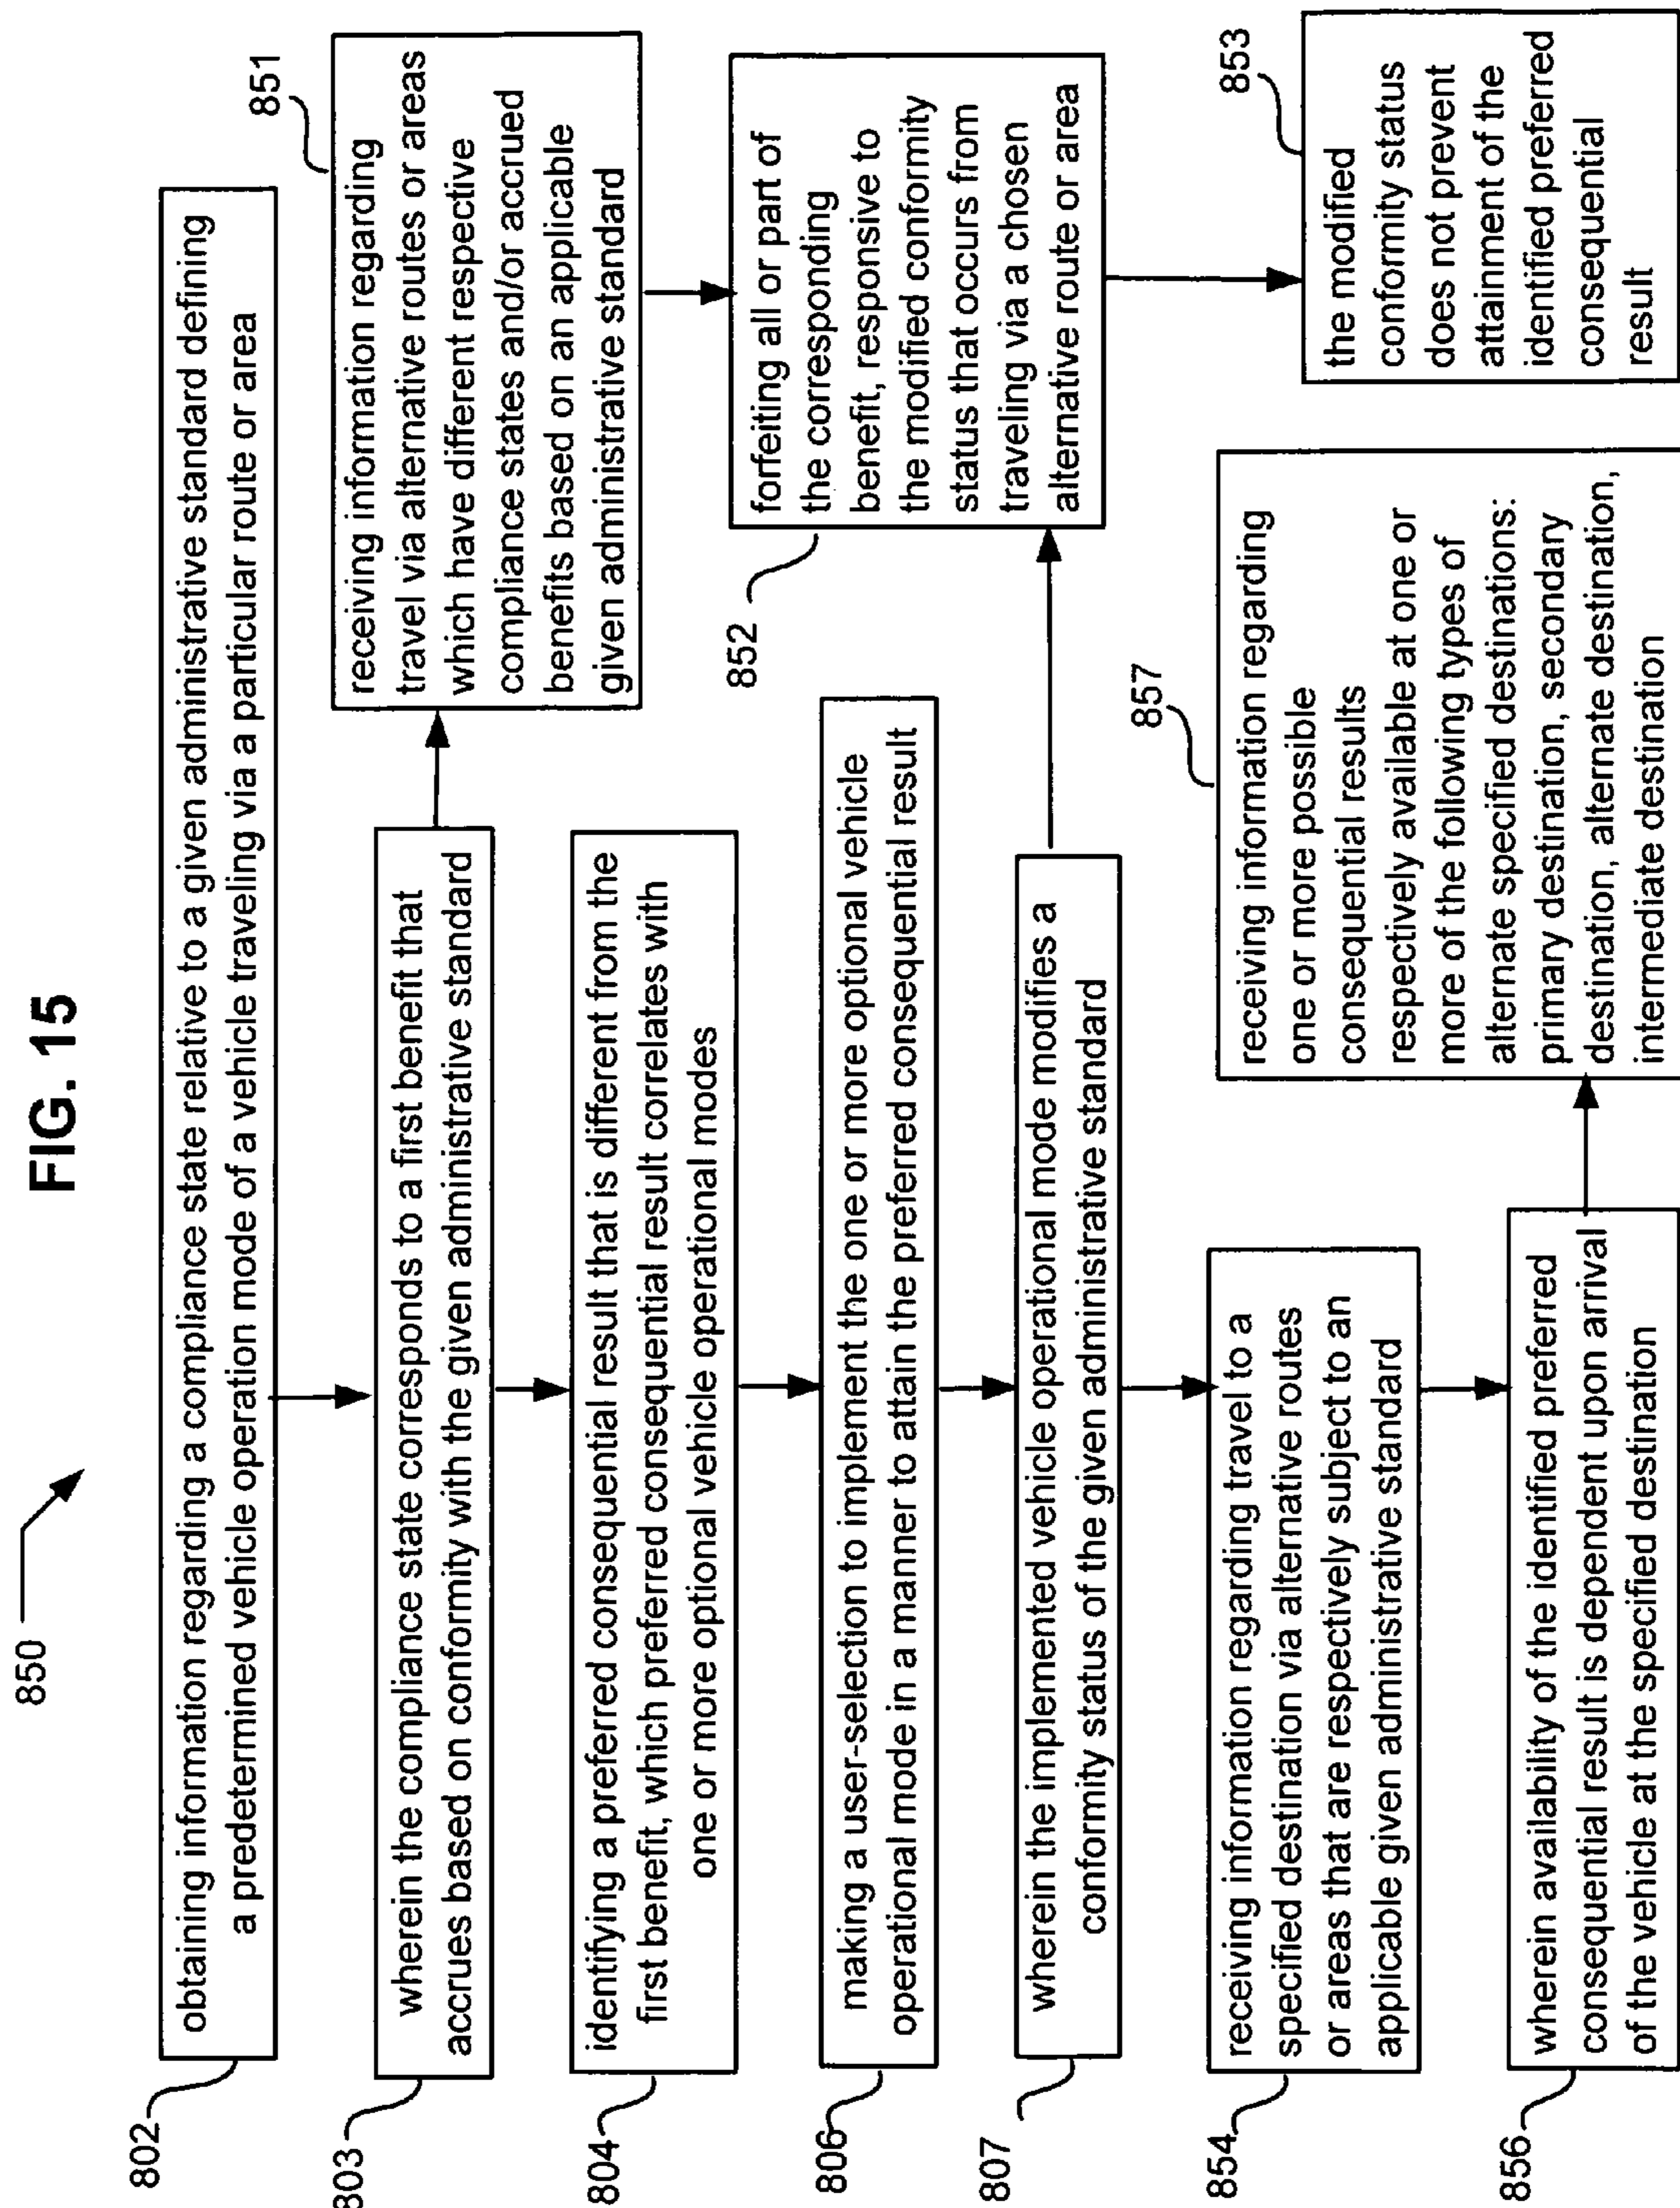 FIG. 15
850
802
obtaining information regarding a compliance state relative to a given administrative standard defining
a predetermined vehicle operation mode of a vehicle traveling via a particular route or area
803
wherein the compliance state corresponds to a first benefit that
accrues based on conformity with the given administrative standard
851
receiving information regarding
travel via alternative routes or areas
which have different respective
compliance states and/or accrued
benefits based on an applicable
given administrative standard
804
identifying a preferred consequential result that is different from the
first benefit, which preferred consequential result correlates with
one or more optional vehicle operational modes
806
making a user-selection to implement the one or more optional vehicle
operational mode in a manner to attain the preferred consequential result
852
forfeiting all or part of
the corresponding
benefit, responsive to
the modified conformity
status that occurs from
traveling via a chosen
alternative route or area
807
wherein the implemented vehicle operational mode modifies a
conformity status of the given administrative standard
853
the modified
conformity status
does not prevent
attainment of the
identified preferred
consequential
result
854
receiving information regarding travel to a
specified destination via alternative routes
or areas that are respectively subject to an
applicable given administrative standard
856
wherein availability of the identified preferred
consequential result is dependent upon arrival
of the vehicle at the specified destination
857
receiving information regarding
one or more possible
consequential results
respectively available at one or
more of the following types of
alternate specified destinations:
primary destination, secondary
destination, alternate destination,
intermediate destination